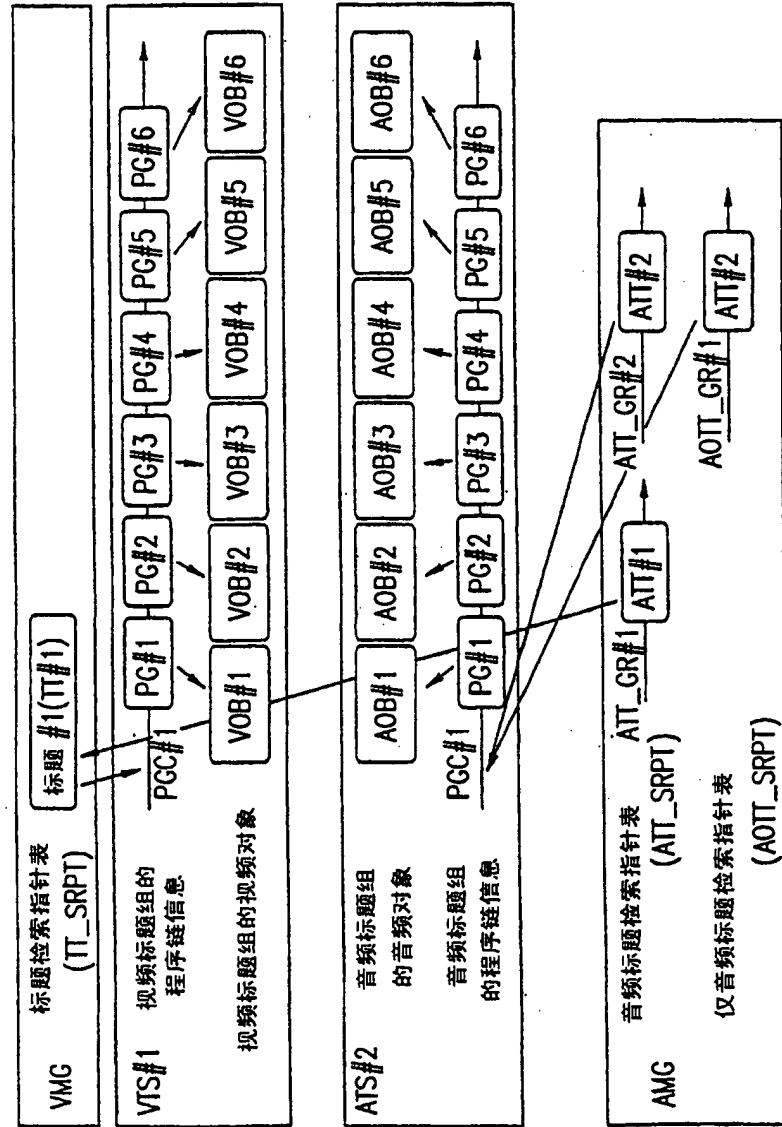 VMG
标题检索指针表
(TT_SRPT)
标题 #1(TT#1)
VTS#1
视频标题组的
程序链信息
PGC#1
PG#1
PG#2
PG#3
PG#4
PG#5
PG#6
视频标题组的视频对象
VOB#1
VOB#2
VOB#3
VOB#4
VOB#5
VOB#6
ATS#2
音频标题组
的音频对象
AOB#1
AOB#2
AOB#3
AOB#4
AOB#5
AOB#6
音频标题组
的程序链信息
PGC#1
PG#1
PG#2
PG#3
PG#4
PG#5
PG#6
AMG
音频标题检索指针表
(ATT_SRPT)
ATT_GR#1
ATT#1
ATT_GR#2
ATT#2
仅音频标题检索指针表
(AOTT_SRPT)
AOTT_GR#1
ATT#2